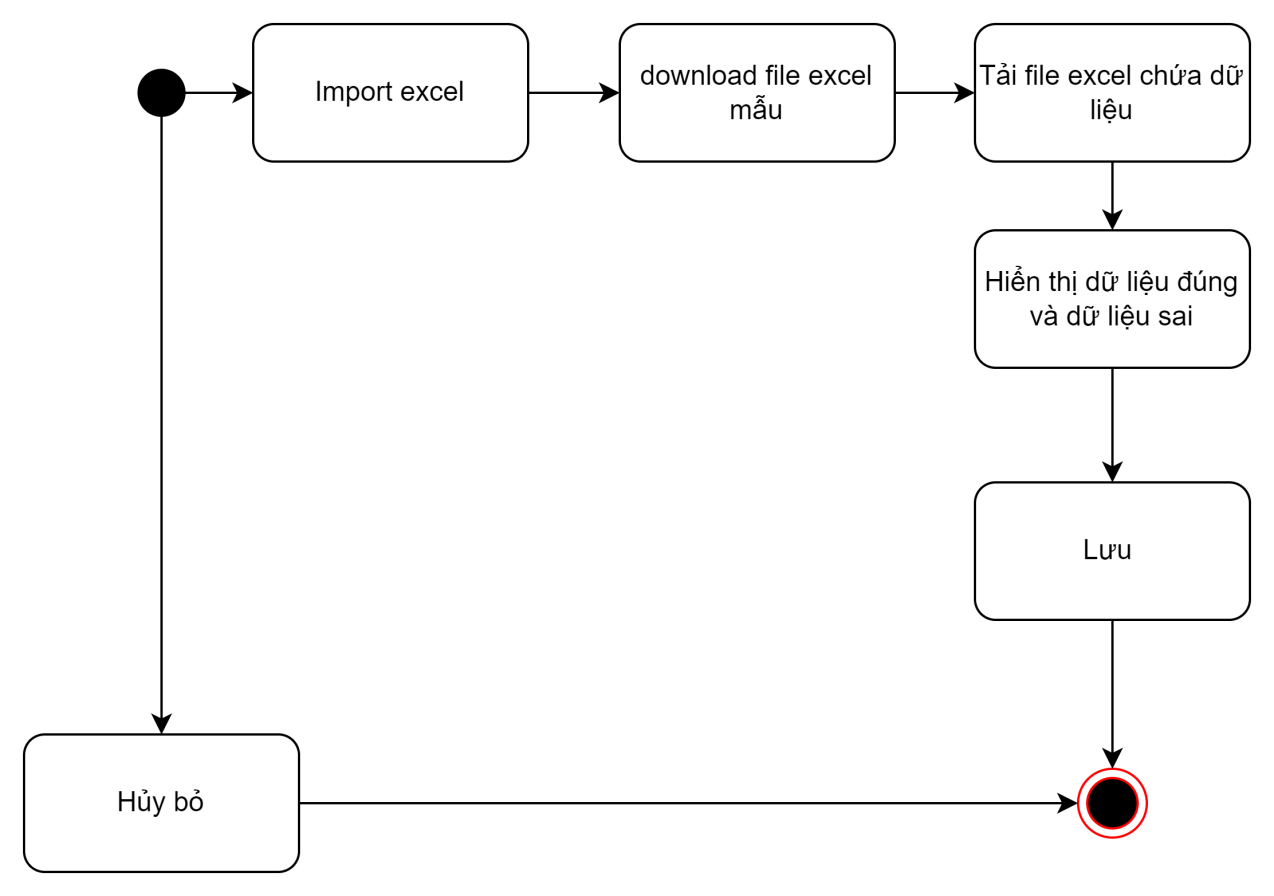 Import excel
download file excel
mẫu
Tải file excel chứa dữ
liệu
Hiển thị dữ liệu đúng
và dữ liệu sai
Lưu
Hủy bỏ